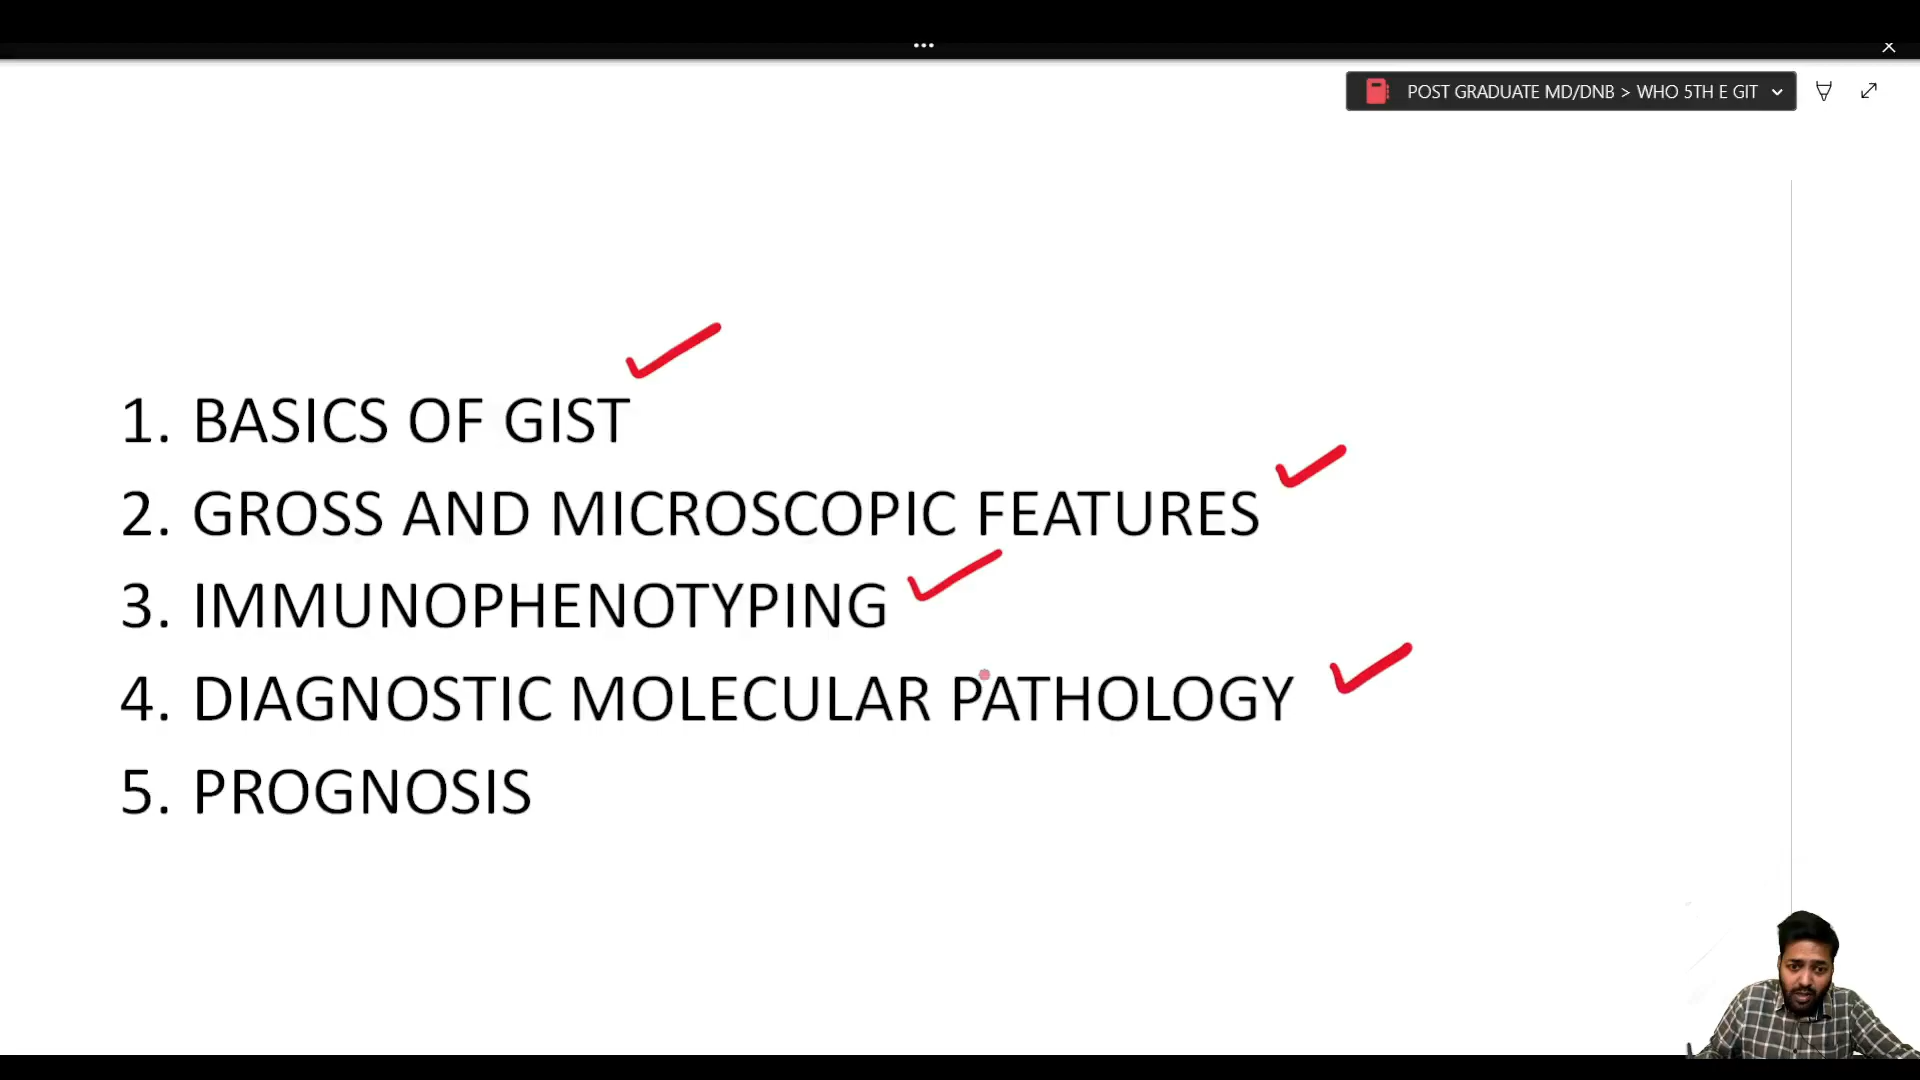 POST GRADUATE MD/DNB > WHO 5TH E GIT
1. BASICS OF GIST
2. GROSS AND MICROSCOPIC FEATURES
3. IMMUNOPHENOTYPING
4. DIAGNOSTIC MOLECULAR PATHOLOGY
5. PROGNOSIS